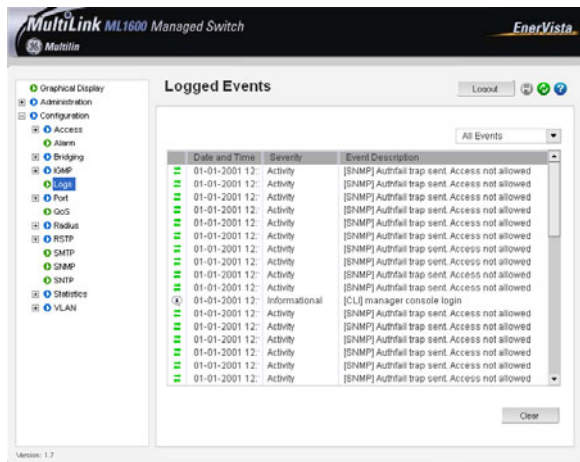 MultiLink ML1600 Managed Switch
EnerVista
Multilin
Graphical Display
Administration
Configuration
Access
Alarm
Bridging
IGMP
Logs
Port
QoS
Radius
RSTP
SMTP
SNMP
SNTP
Statistics
VLAN
Logged Events
Logout
All Events
Date and Time Severity Event Description
01-01-2001 12: Activity [SNMP] Authfail trap sent. Access not allowed
01-01-2001 12: Activity [SNMP] Authfail trap sent. Access not allowed
01-01-2001 12: Activity [SNMP] Authfail trap sent. Access not allowed
01-01-2001 12: Activity [SNMP] Authfail trap sent. Access not allowed
01-01-2001 12: Activity [SNMP] Authfail trap sent. Access not allowed
01-01-2001 12: Activity [SNMP] Authfail trap sent. Access not allowed
01-01-2001 12: Activity [SNMP] Authfail trap sent. Access not allowed
01-01-2001 12: Activity [SNMP] Authfail trap sent. Access not allowed
01-01-2001 12: Activity [SNMP] Authfail trap sent. Access not allowed
01-01-2001 12: Activity [SNMP] Authfail trap sent. Access not allowed
01-01-2001 12: Informational [CLI] manager console login
01-01-2001 12: Activity [SNMP] Authfail trap sent. Access not allowed
01-01-2001 12: Activity [SNMP] Authfail trap sent. Access not allowed
01-01-2001 12: Activity [SNMP] Authfail trap sent. Access not allowed
01-01-2001 12: Activity [SNMP] Authfail trap sent. Access not allowed
01-01-2001 12: Activity [SNMP] Authfail trap sent. Access not allowed
01-01-2001 12: Activity [SNMP] Authfail trap sent. Access not allowed
Clear
Version: 1.7